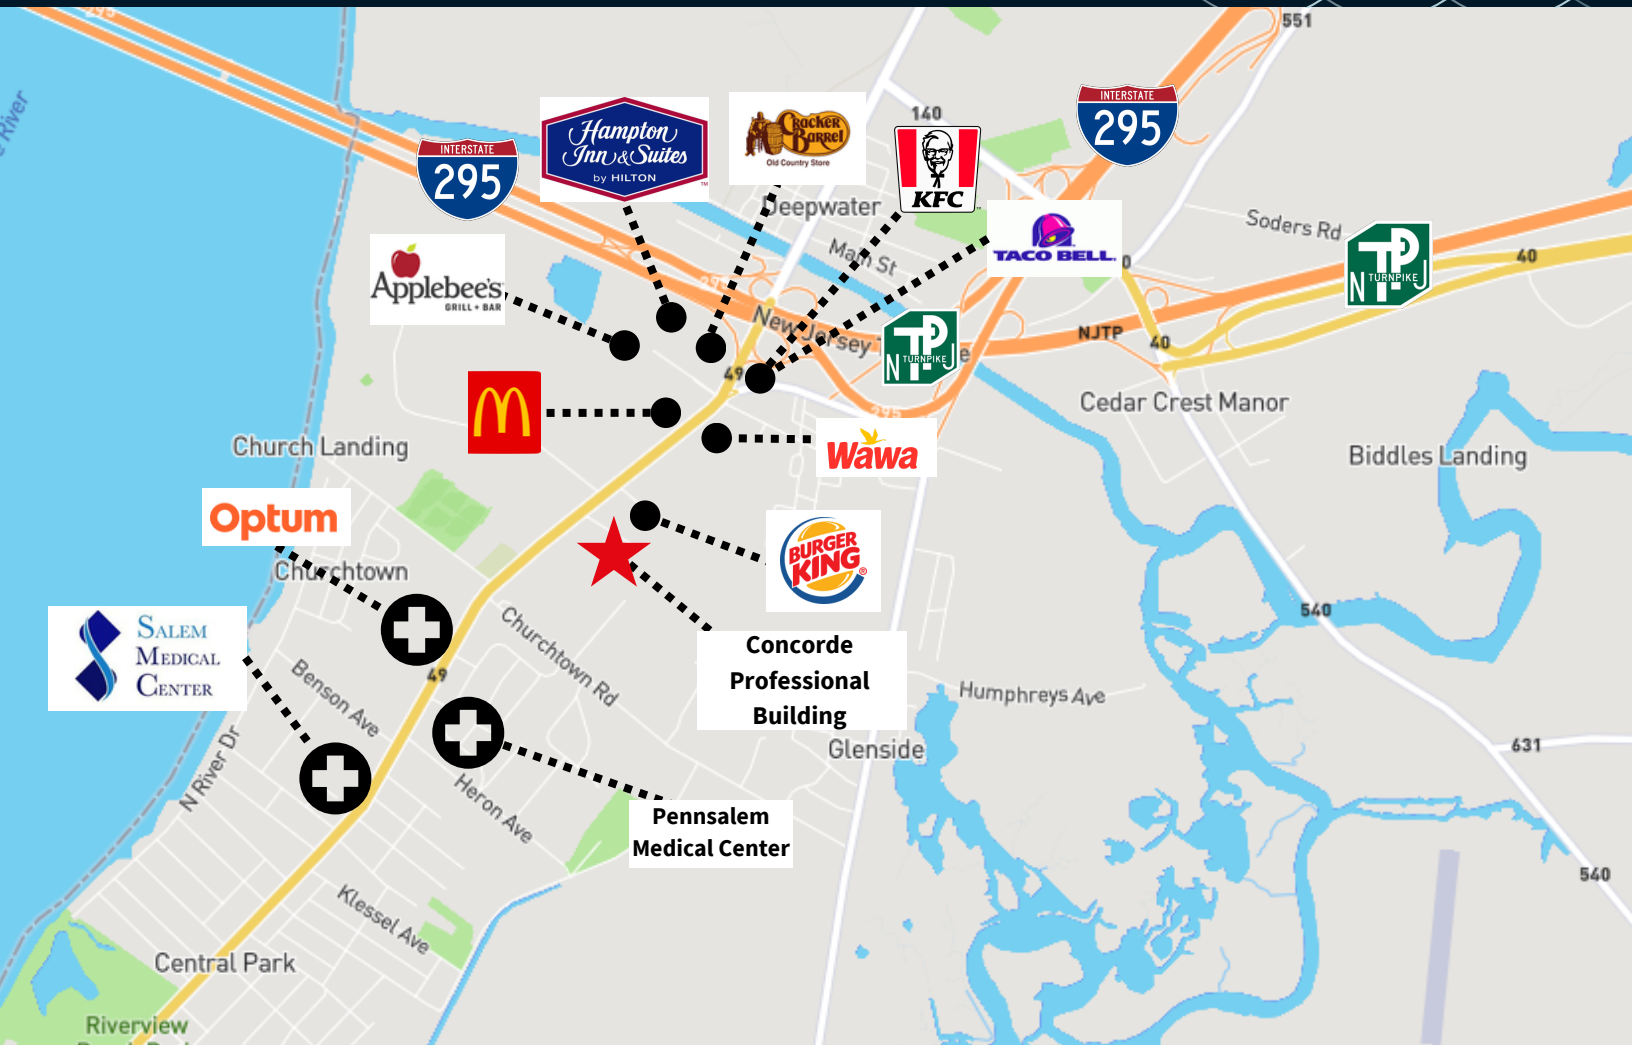 295
551
140
INTERSTATE
295
INTERSTATE
295
Hampton
Inn & Suites
by HILTON
TM
Cracker
Barrel
Old Country Store
KFC
Deepwater
Main St
TACO BELL.
Soders Rd
TP
N TURNPIKE J
40
Applebee's
GRILL + BAR
295
New Jersey
TP
N TURNPIKE J
NJTP
40
49
Cedar Crest Manor
295
Wawa
Church Landing
Biddles Landing
Optum
BURGER
KING
®
Churchtown
540
Salem
Medical
Center
Churchtown Rd
Concorde
Professional
Building
Benson Ave
49
Humphreys Ave
N River Dr
Glenside
631
Heron Ave
Pennsalem
Medical Center
540
Klessel Ave
Central Park
Riverview